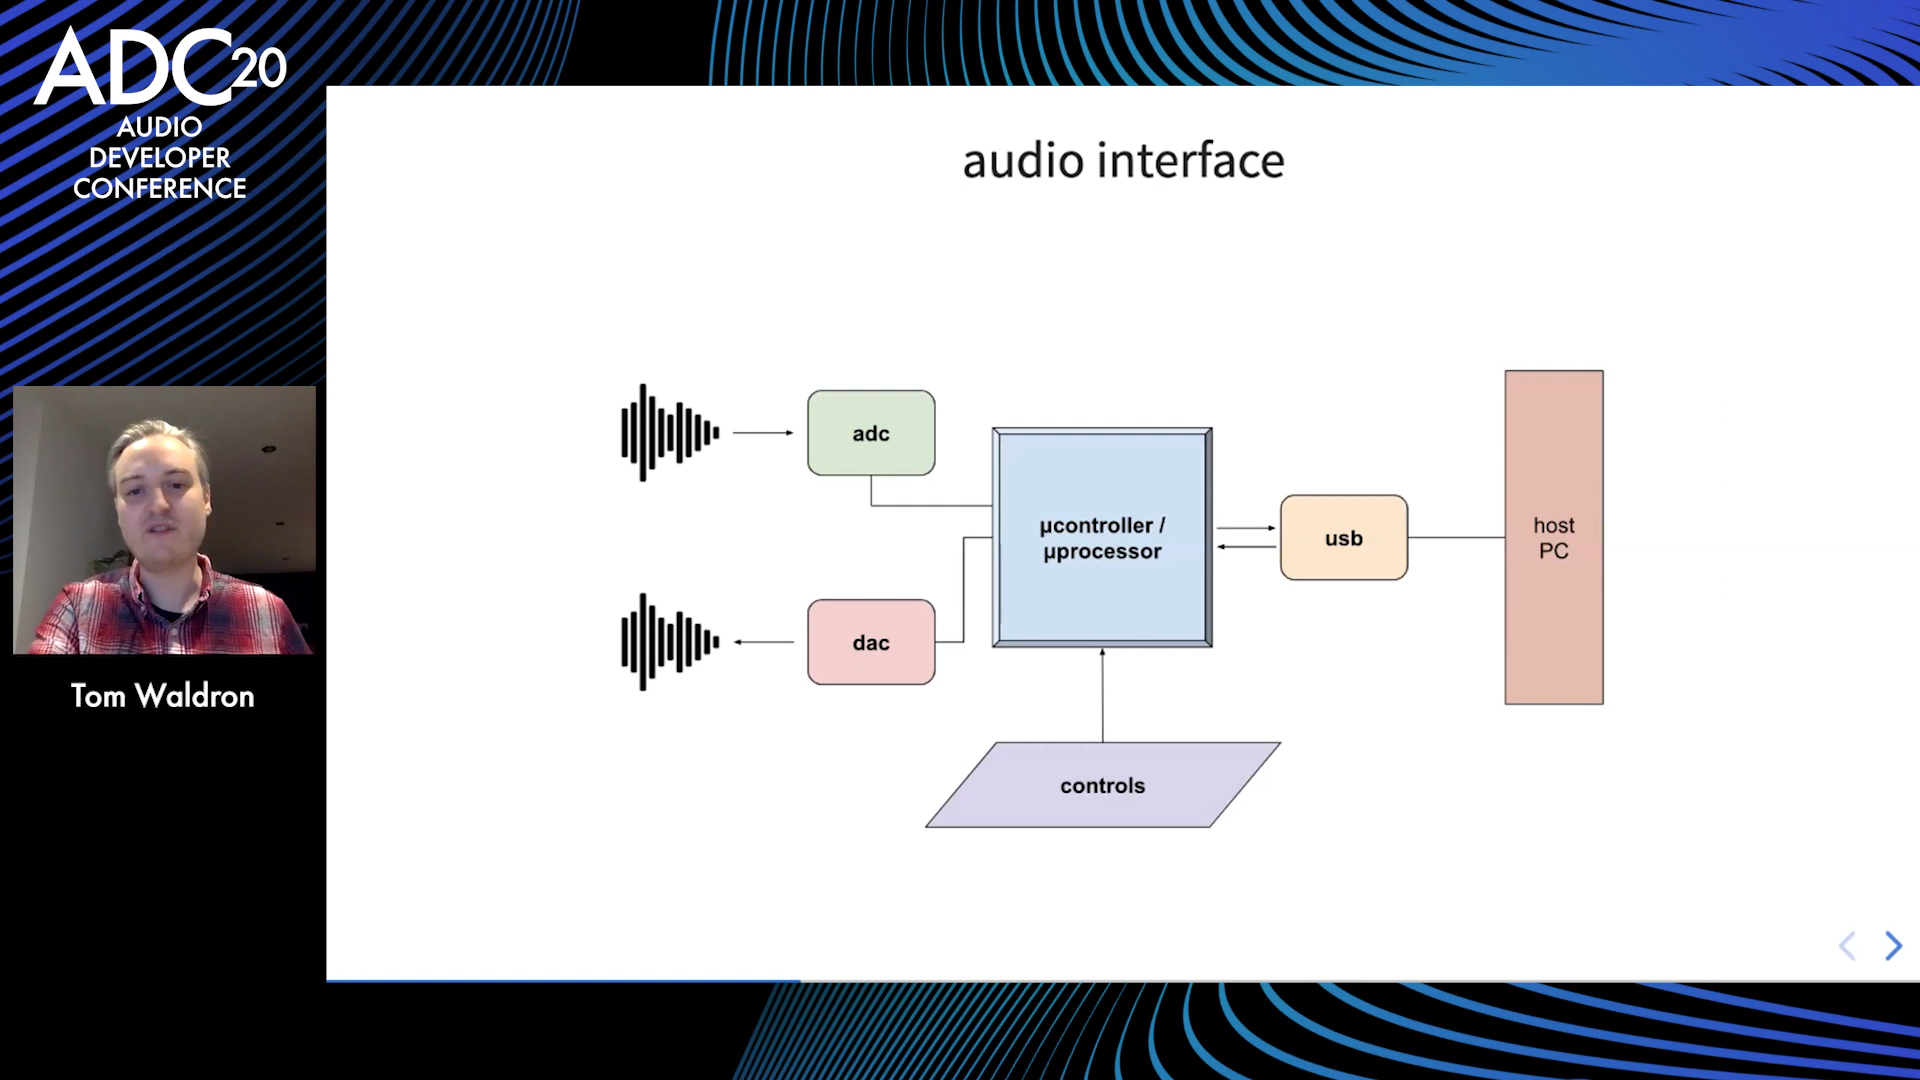 ADC20
AUDIO
DEVELOPER
CONFERENCE
Tom Waldron
audio interface
adc
dac
µcontroller /
µprocessor
usb
host
PC
controls